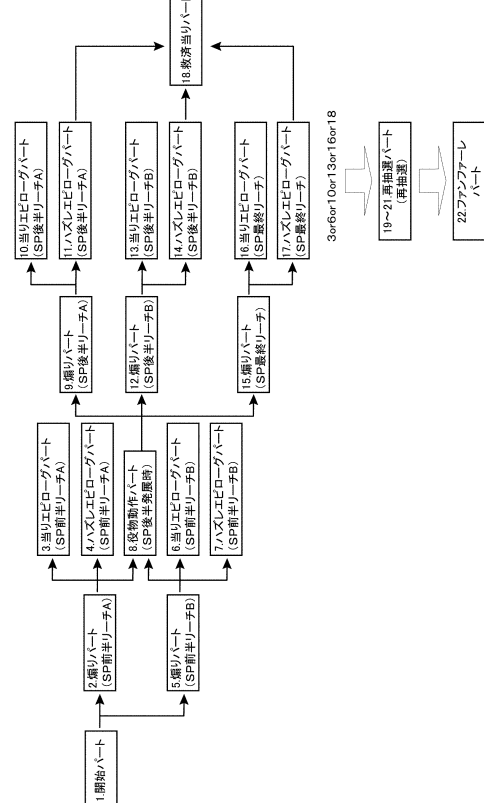 1.開始パート
2.煽りパート
(SP前半リーチA)
5.煽りパート
(SP前半リーチB)
3.当りエピローグパート
(SP前半リーチA)
4.ハズレエピローグパート
(SP前半リーチA)
8.役物動作パート
(SP後半発展時)
6.当りエピローグパート
(SP前半リーチB)
7.ハズレエピローグパート
(SP前半リーチB)
9.煽りパート
(SP後半リーチA)
12.煽りパート
(SP後半リーチB)
15.煽りパート
(SP最終リーチ)
10.当りエピローグパート
(SP後半リーチA)
11.ハズレエピローグパート
(SP後半リーチA)
13.当りエピローグパート
(SP後半リーチB)
14.ハズレエピローグパート
(SP後半リーチB)
16.当りエピローグパート
(SP最終リーチ)
17.ハズレエピローグパート
(SP最終リーチ)
18.救済当りパート
3or6or10or13or16or18
19～21.再抽選パート
(再抽選)
22.ファンファーレ
パート